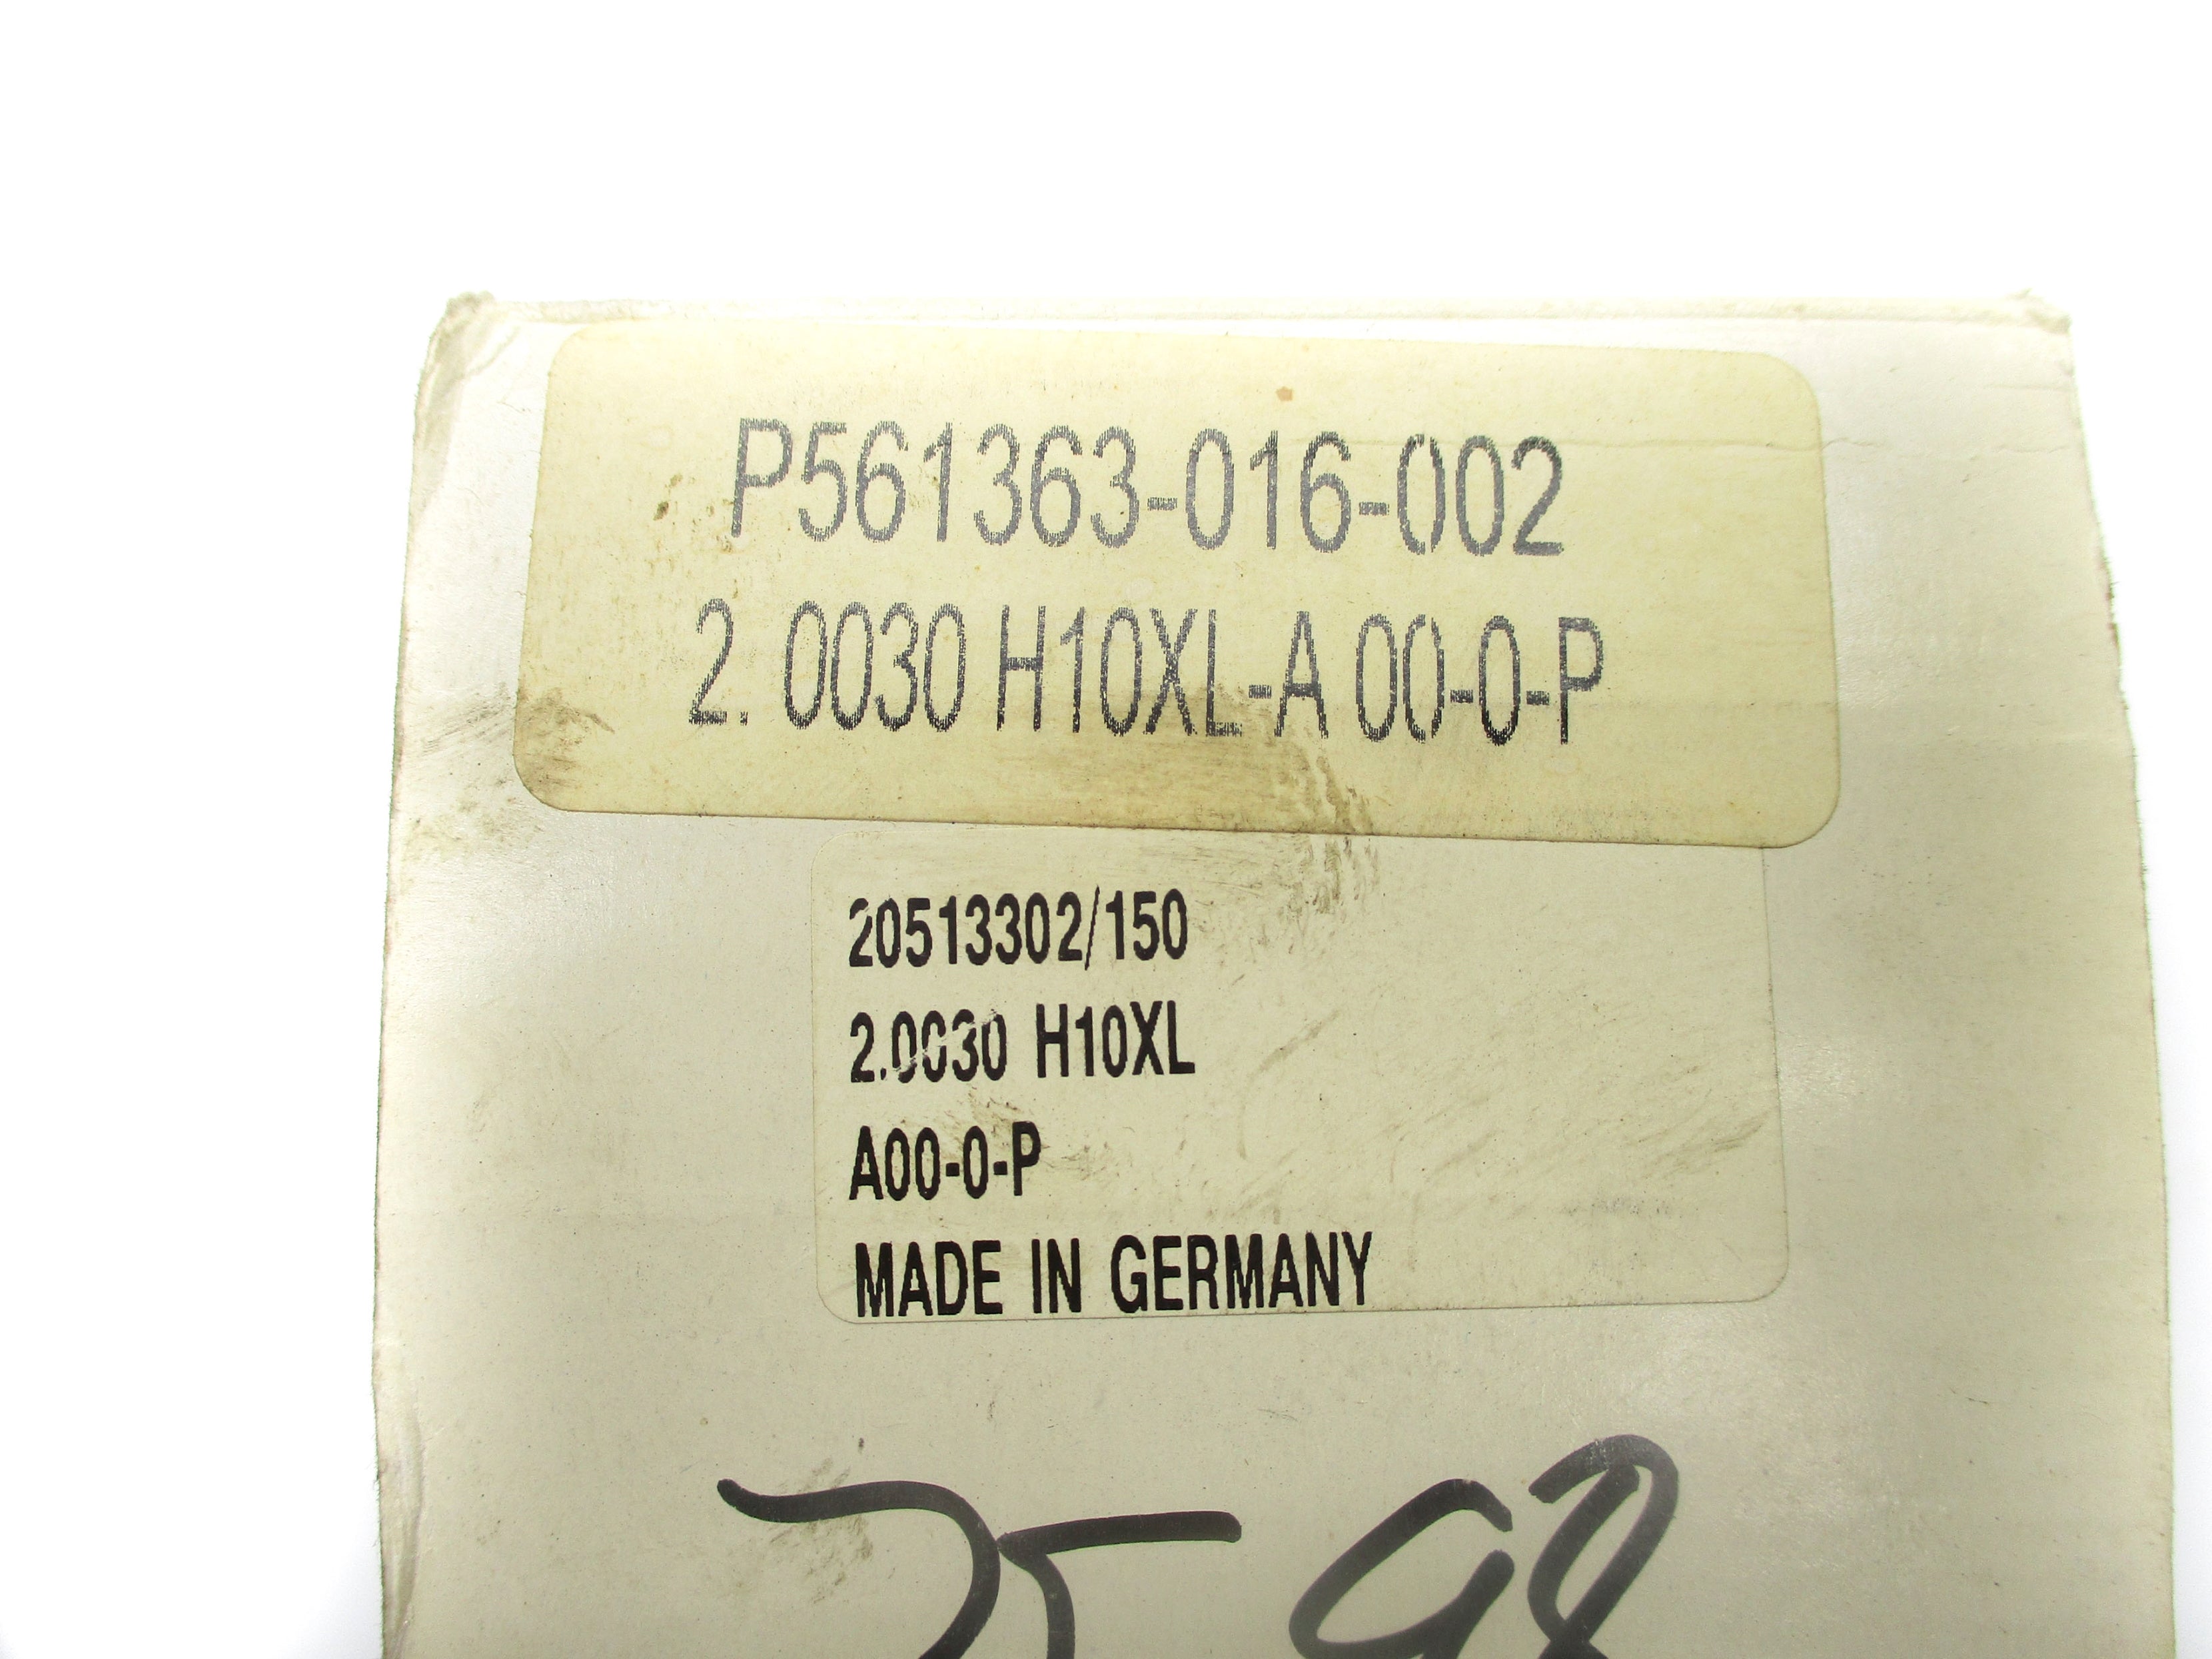 P561363-016-002
2. 0030 H10XL-A 00-0-P
20513302/150
2.0030 H10XL
A00-0-P
MADE IN GERMANY